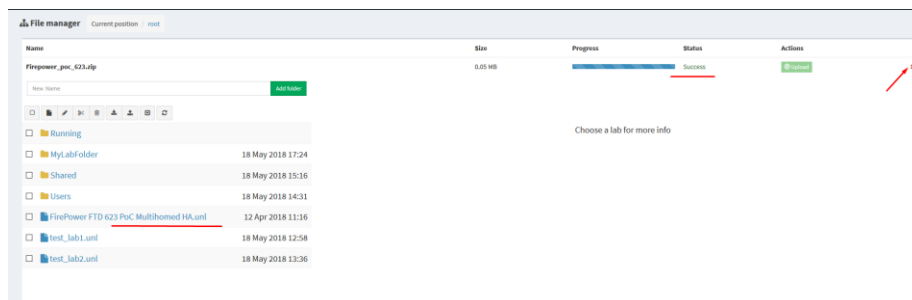 File manager Current position / root
Name Size Progress Status Actions
Firepower_poc_623.zip 0.05 MB Success Upload
New Name Add folder
Running
Choose a lab for more info
MyLabFolder 18 May 2018 17:24
Shared 18 May 2018 15:16
Users 18 May 2018 14:31
FirePower FTD 623 PoC Multihomed HA.unl 12 Apr 2018 11:16
test_lab1.unl 18 May 2018 12:58
test_lab2.unl 18 May 2018 13:36